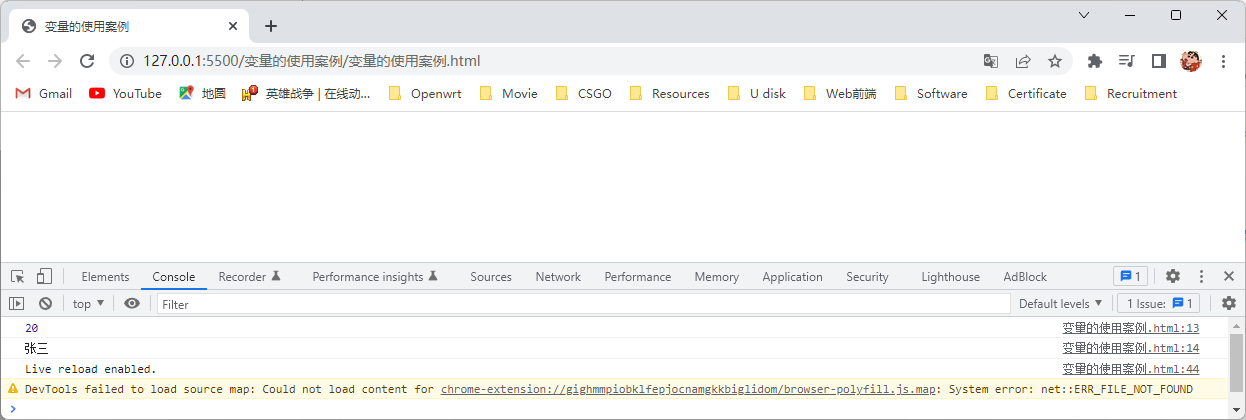 变量的使用案例
127.0.0.1:5500/变量的使用案例/变量的使用案例.html
Gmail YouTube 地图 英雄战争 | 在线动... Openwrt Movie CSGO Resources U disk Web前端 Software Certificate Recruitment
Elements Console Recorder Performance insights Sources Network Performance Memory Application Security Lighthouse AdBlock 1
top Filter Default levels 1 Issue: 1
20 变量的使用案例.html:13
张三 变量的使用案例.html:14
Live reload enabled. 变量的使用案例.html:44
DevTools failed to load source map: Could not load content for chrome-extension://gighmmpiobklfepjocnamgkkbiglidom/browser-polyfill.js.map: System error: net::ERR_FILE_NOT_FOUND